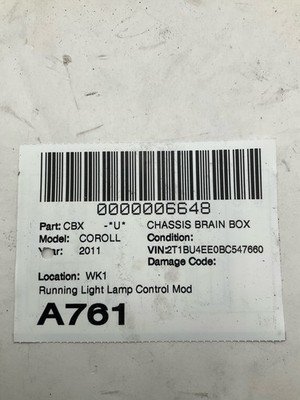 0000006648
Part: CBX -*U* CHASSIS BRAIN BOX
Model: COROLL Condition:
Year: 2011 VIN:2T1BU4EE0BC547660
Damage Code:
Location: WK1
Running Light Lamp Control Mod
A761